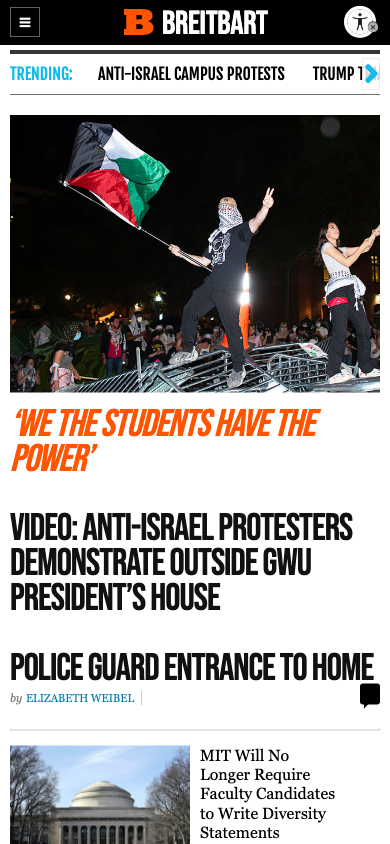 B BREITBART
TRENDING: ANTI-ISRAEL CAMPUS PROTESTS TRUMP
‘WE THE STUDENTS HAVE THE
POWER’
VIDEO: ANTI-ISRAEL PROTESTERS
DEMONSTRATE OUTSIDE GWU
PRESIDENT’S HOUSE
POLICE GUARD ENTRANCE TO HOME
by ELIZABETH WEIBEL
MIT Will No
Longer Require
Faculty Candidates
to Write Diversity
Statements